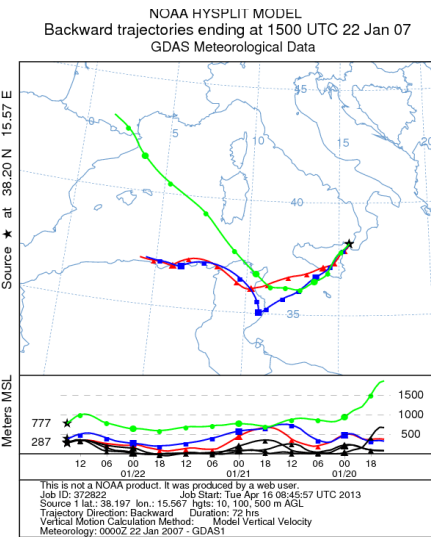 NOAA HYSPLIT MODEL
Backward trajectories ending at 1500 UTC 22 Jan 07
GDAS Meteorological Data
Source ★ at 38.20 N 15.57 E
45
0
5
10
15
20
40
35
Meters MSL
1500
1000
777
500
287
12 06 00 18 12 06 00 18 12 06 00 18
01/22 01/21 01/20
This is not a NOAA product. It was produced by a web user.
Job ID: 372822 Job Start: Tue Apr 16 08:45:57 UTC 2013
Source 1 lat.: 38.197 lon.: 15.567 hgts: 10, 100, 500 m AGL
Trajectory Direction: Backward Duration: 72 hrs
Vertical Motion Calculation Method: Model Vertical Velocity
Meteorology: 0000Z 22 Jan 2007 - GDAS1